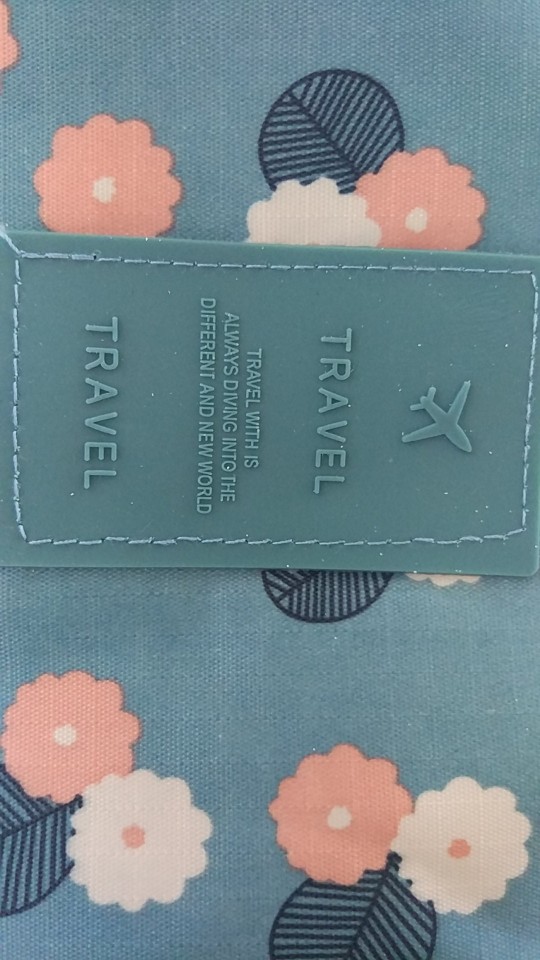 TRAVEL
TRAVEL WITH IS
ALWAYS DIVING INTO THE
DIFFERENT AND NEW WORLD
TRAVEL